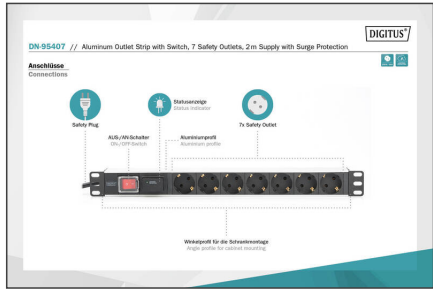 DIGITUS®
DN-95407 // Aluminum Outlet Strip with Switch, 7 Safety Outlets, 2 m Supply with Surge Protection
Anschlüsse
Connections
Safety Plug
Statusanzeige
Status indicator
7x Safety Outlet
AUS-/AN-Schalter
ON-/OFF-Switch
Aluminiumprofil
Aluminium profile
Winkelprofil für die Schrankmontage
Angle profile for cabinet mounting